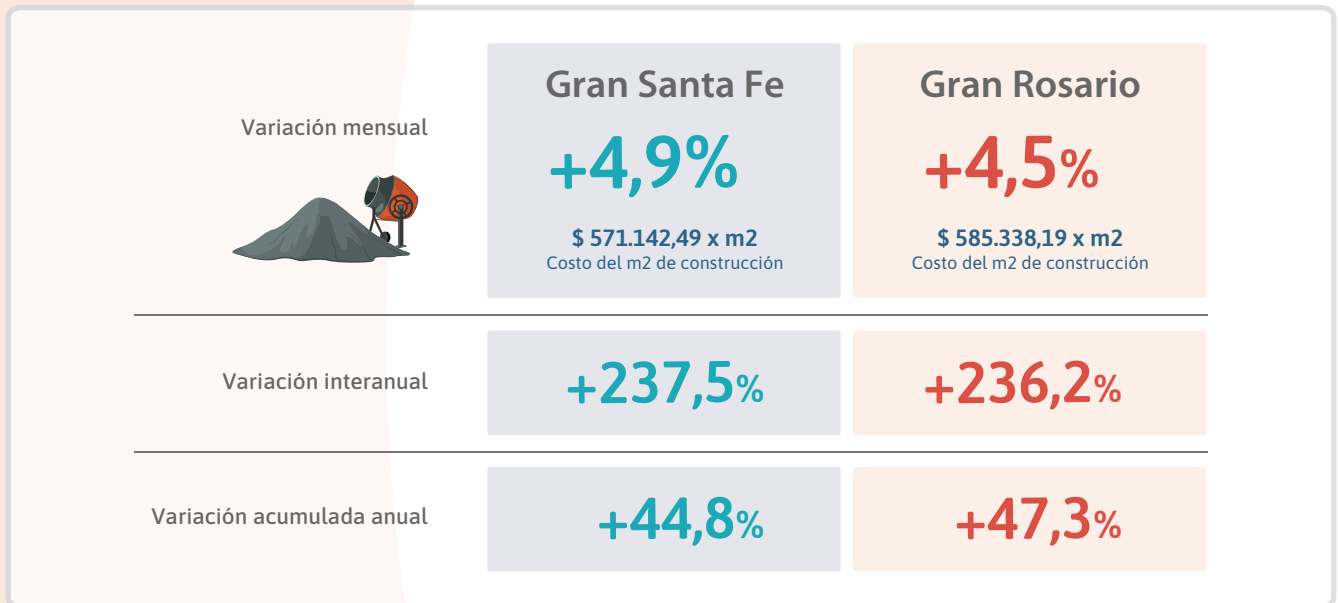 Gran Santa Fe
Gran Rosario
Variación mensual
+4,9%
+4,5%
$ 571.142,49 x m2
Costo del m2 de construcción
$ 585.338,19 x m2
Costo del m2 de construcción
Variación interanual
+237,5%
+236,2%
Variación acumulada anual
+44,8%
+47,3%